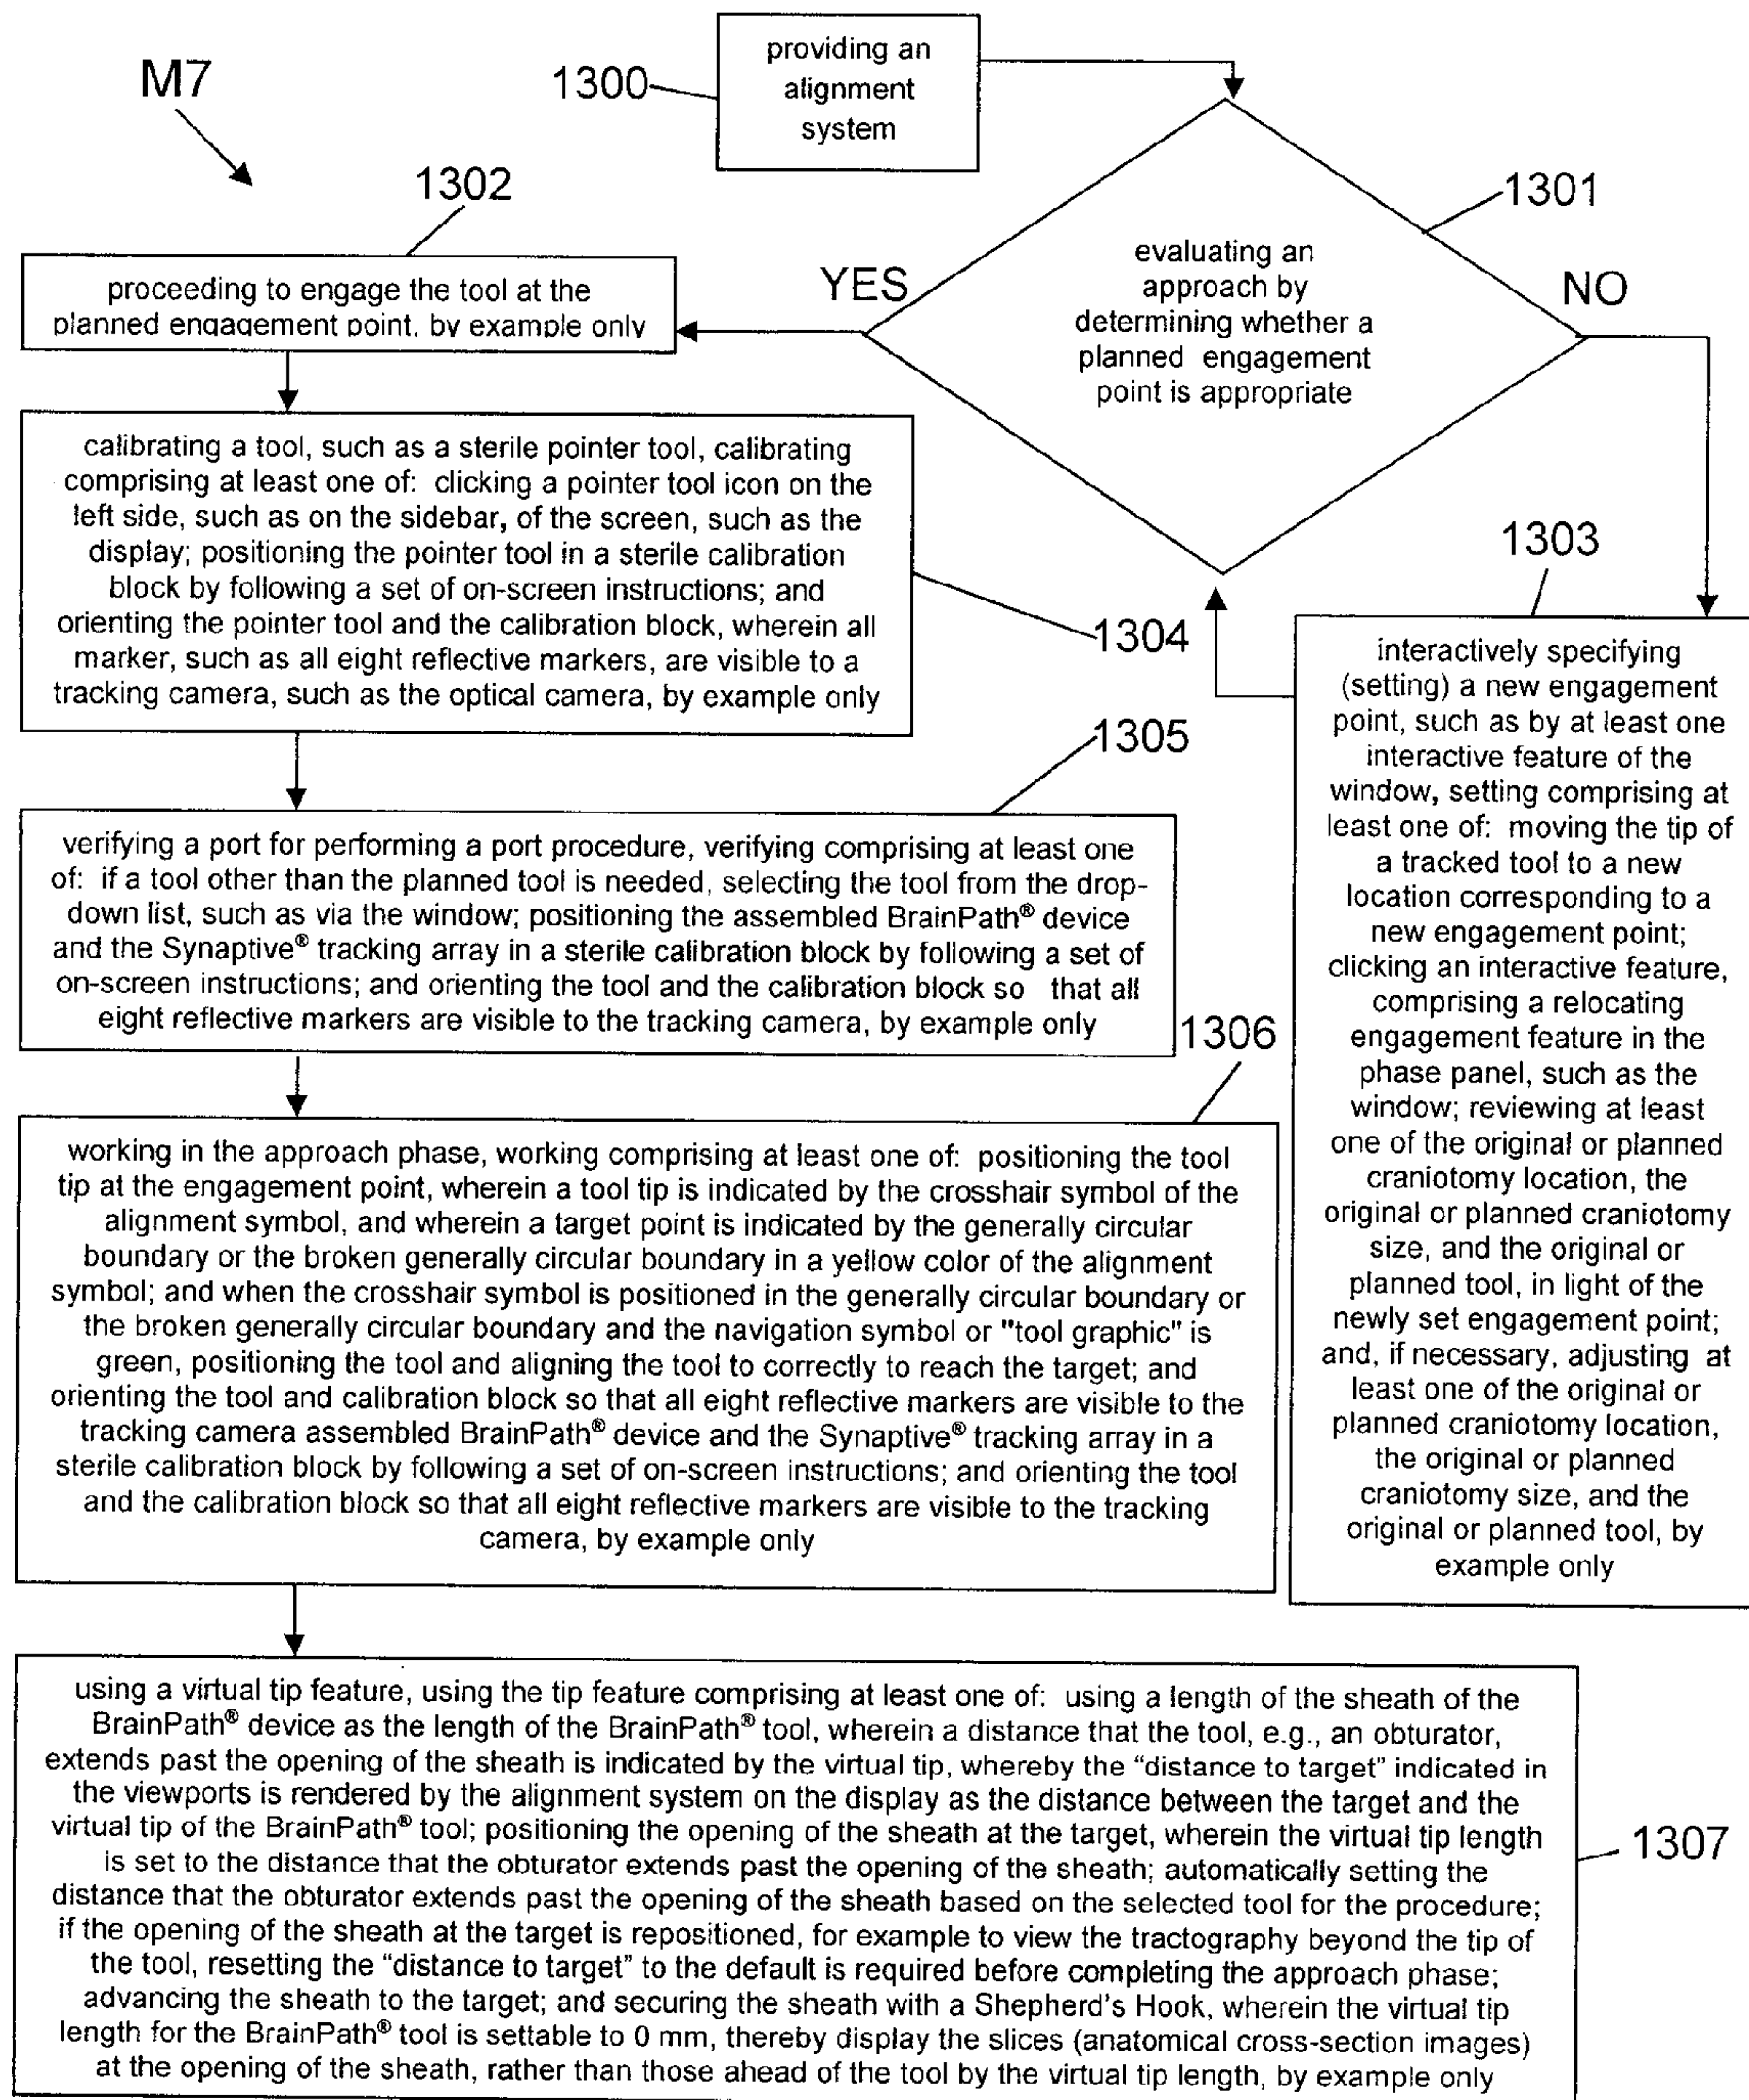 M7
1300
providing an
alignment
system
1301
evaluating an
approach by
determining whether a
planned engagement
point is appropriate
YES
NO
1302
proceeding to engage the tool at the
planned engagement point, by example only
1304
calibrating a tool, such as a sterile pointer tool, calibrating
comprising at least one of: clicking a pointer tool icon on the
left side, such as on the sidebar, of the screen, such as the
display; positioning the pointer tool in a sterile calibration
block by following a set of on-screen instructions; and
orienting the pointer tool and the calibration block, wherein all
marker, such as all eight reflective markers, are visible to a
tracking camera, such as the optical camera, by example only
1303
interactively specifying
(setting) a new engagement
point, such as by at least one
interactive feature of the
window, setting comprising at
least one of: moving the tip of
a tracked tool to a new
location corresponding to a
new engagement point;
clicking an interactive feature,
comprising a relocating
engagement feature in the
phase panel, such as the
window; reviewing at least
one of the original or planned
craniotomy location, the
original or planned craniotomy
size, and the original or
planned tool, in light of the
newly set engagement point;
and, if necessary, adjusting at
least one of the original or
planned craniotomy location,
the original or planned
craniotomy size, and the
original or planned tool, by
example only
1305
verifying a port for performing a port procedure, verifying comprising at least one
of: if a tool other than the planned tool is needed, selecting the tool from the drop-
down list, such as via the window; positioning the assembled BrainPath® device
and the Synaptive® tracking array in a sterile calibration block by following a set of
on-screen instructions; and orienting the tool and the calibration block so that all
eight reflective markers are visible to the tracking camera, by example only
1306
working in the approach phase, working comprising at least one of: positioning the tool
tip at the engagement point, wherein a tool tip is indicated by the crosshair symbol of the
alignment symbol, and wherein a target point is indicated by the generally circular
boundary or the broken generally circular boundary in a yellow color of the alignment
symbol; and when the crosshair symbol is positioned in the generally circular boundary or
the broken generally circular boundary and the navigation symbol or "tool graphic" is
green, positioning the tool and aligning the tool to correctly to reach the target; and
orienting the tool and calibration block so that all eight reflective markers are visible to the
tracking camera assembled BrainPath® device and the Synaptive® tracking array in a
sterile calibration block by following a set of on-screen instructions; and orienting the tool
and the calibration block so that all eight reflective markers are visible to the tracking
camera, by example only
1307
using a virtual tip feature, using the tip feature comprising at least one of: using a length of the sheath of the
BrainPath® device as the length of the BrainPath® tool, wherein a distance that the tool, e.g., an obturator,
extends past the opening of the sheath is indicated by the virtual tip, whereby the “distance to target” indicated in
the viewports is rendered by the alignment system on the display as the distance between the target and the
virtual tip of the BrainPath® tool; positioning the opening of the sheath at the target, wherein the virtual tip length
is set to the distance that the obturator extends past the opening of the sheath; automatically setting the
distance that the obturator extends past the opening of the sheath based on the selected tool for the procedure;
if the opening of the sheath at the target is repositioned, for example to view the tractography beyond the tip of
the tool, resetting the “distance to target” to the default is required before completing the approach phase;
advancing the sheath to the target; and securing the sheath with a Shepherd’s Hook, wherein the virtual tip
length for the BrainPath® tool is settable to 0 mm, thereby display the slices (anatomical cross-section images)
at the opening of the sheath, rather than those ahead of the tool by the virtual tip length, by example only